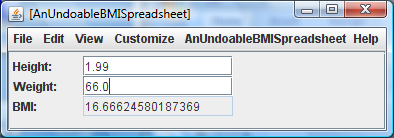 [AnUndoableBMISpreadsheet]
File Edit View Customize AnUndoableBMISpreadsheet Help
Height: 1.99
Weight: 66.0
BMI: 16.66624580187369